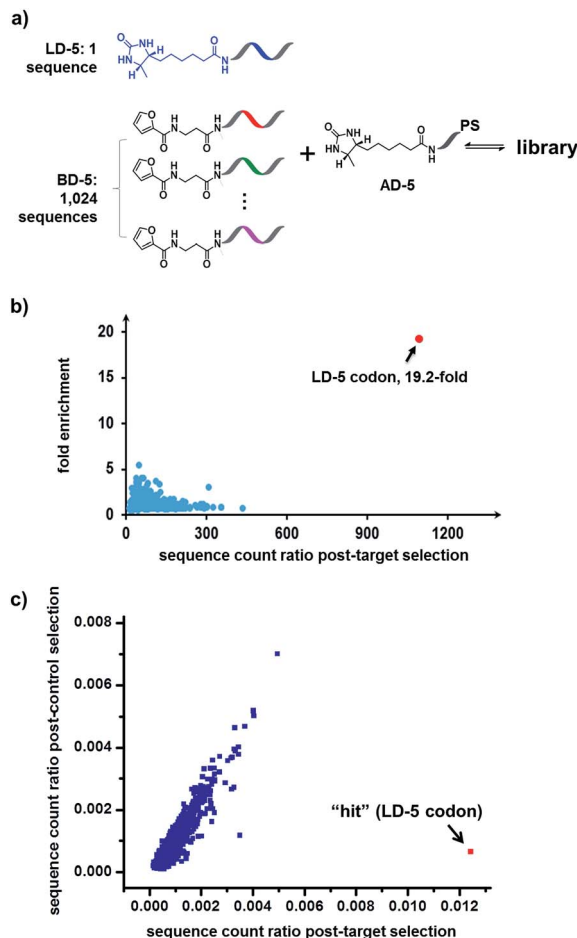 a)
LD-5: 1
sequence
O
HN
NH
O
N
H
BD-5:
1,024
sequences
O
O
H
N
O
N
H
O
O
H
N
O
N
H
⋮
O
O
H
N
O
N
H
+
O
HN
NH
O
N
H
PS
AD-5
library
b)
fold enrichment
20
15
10
5
0
0
300
600
900
1200
LD-5 codon, 19.2-fold
sequence count ratio post-target selection
c)
sequence count ratio post-control selection
0.008
0.006
0.004
0.002
0.000
0.000
0.002
0.004
0.006
0.008
0.010
0.012
“hit” (LD-5 codon)
sequence count ratio post-target selection